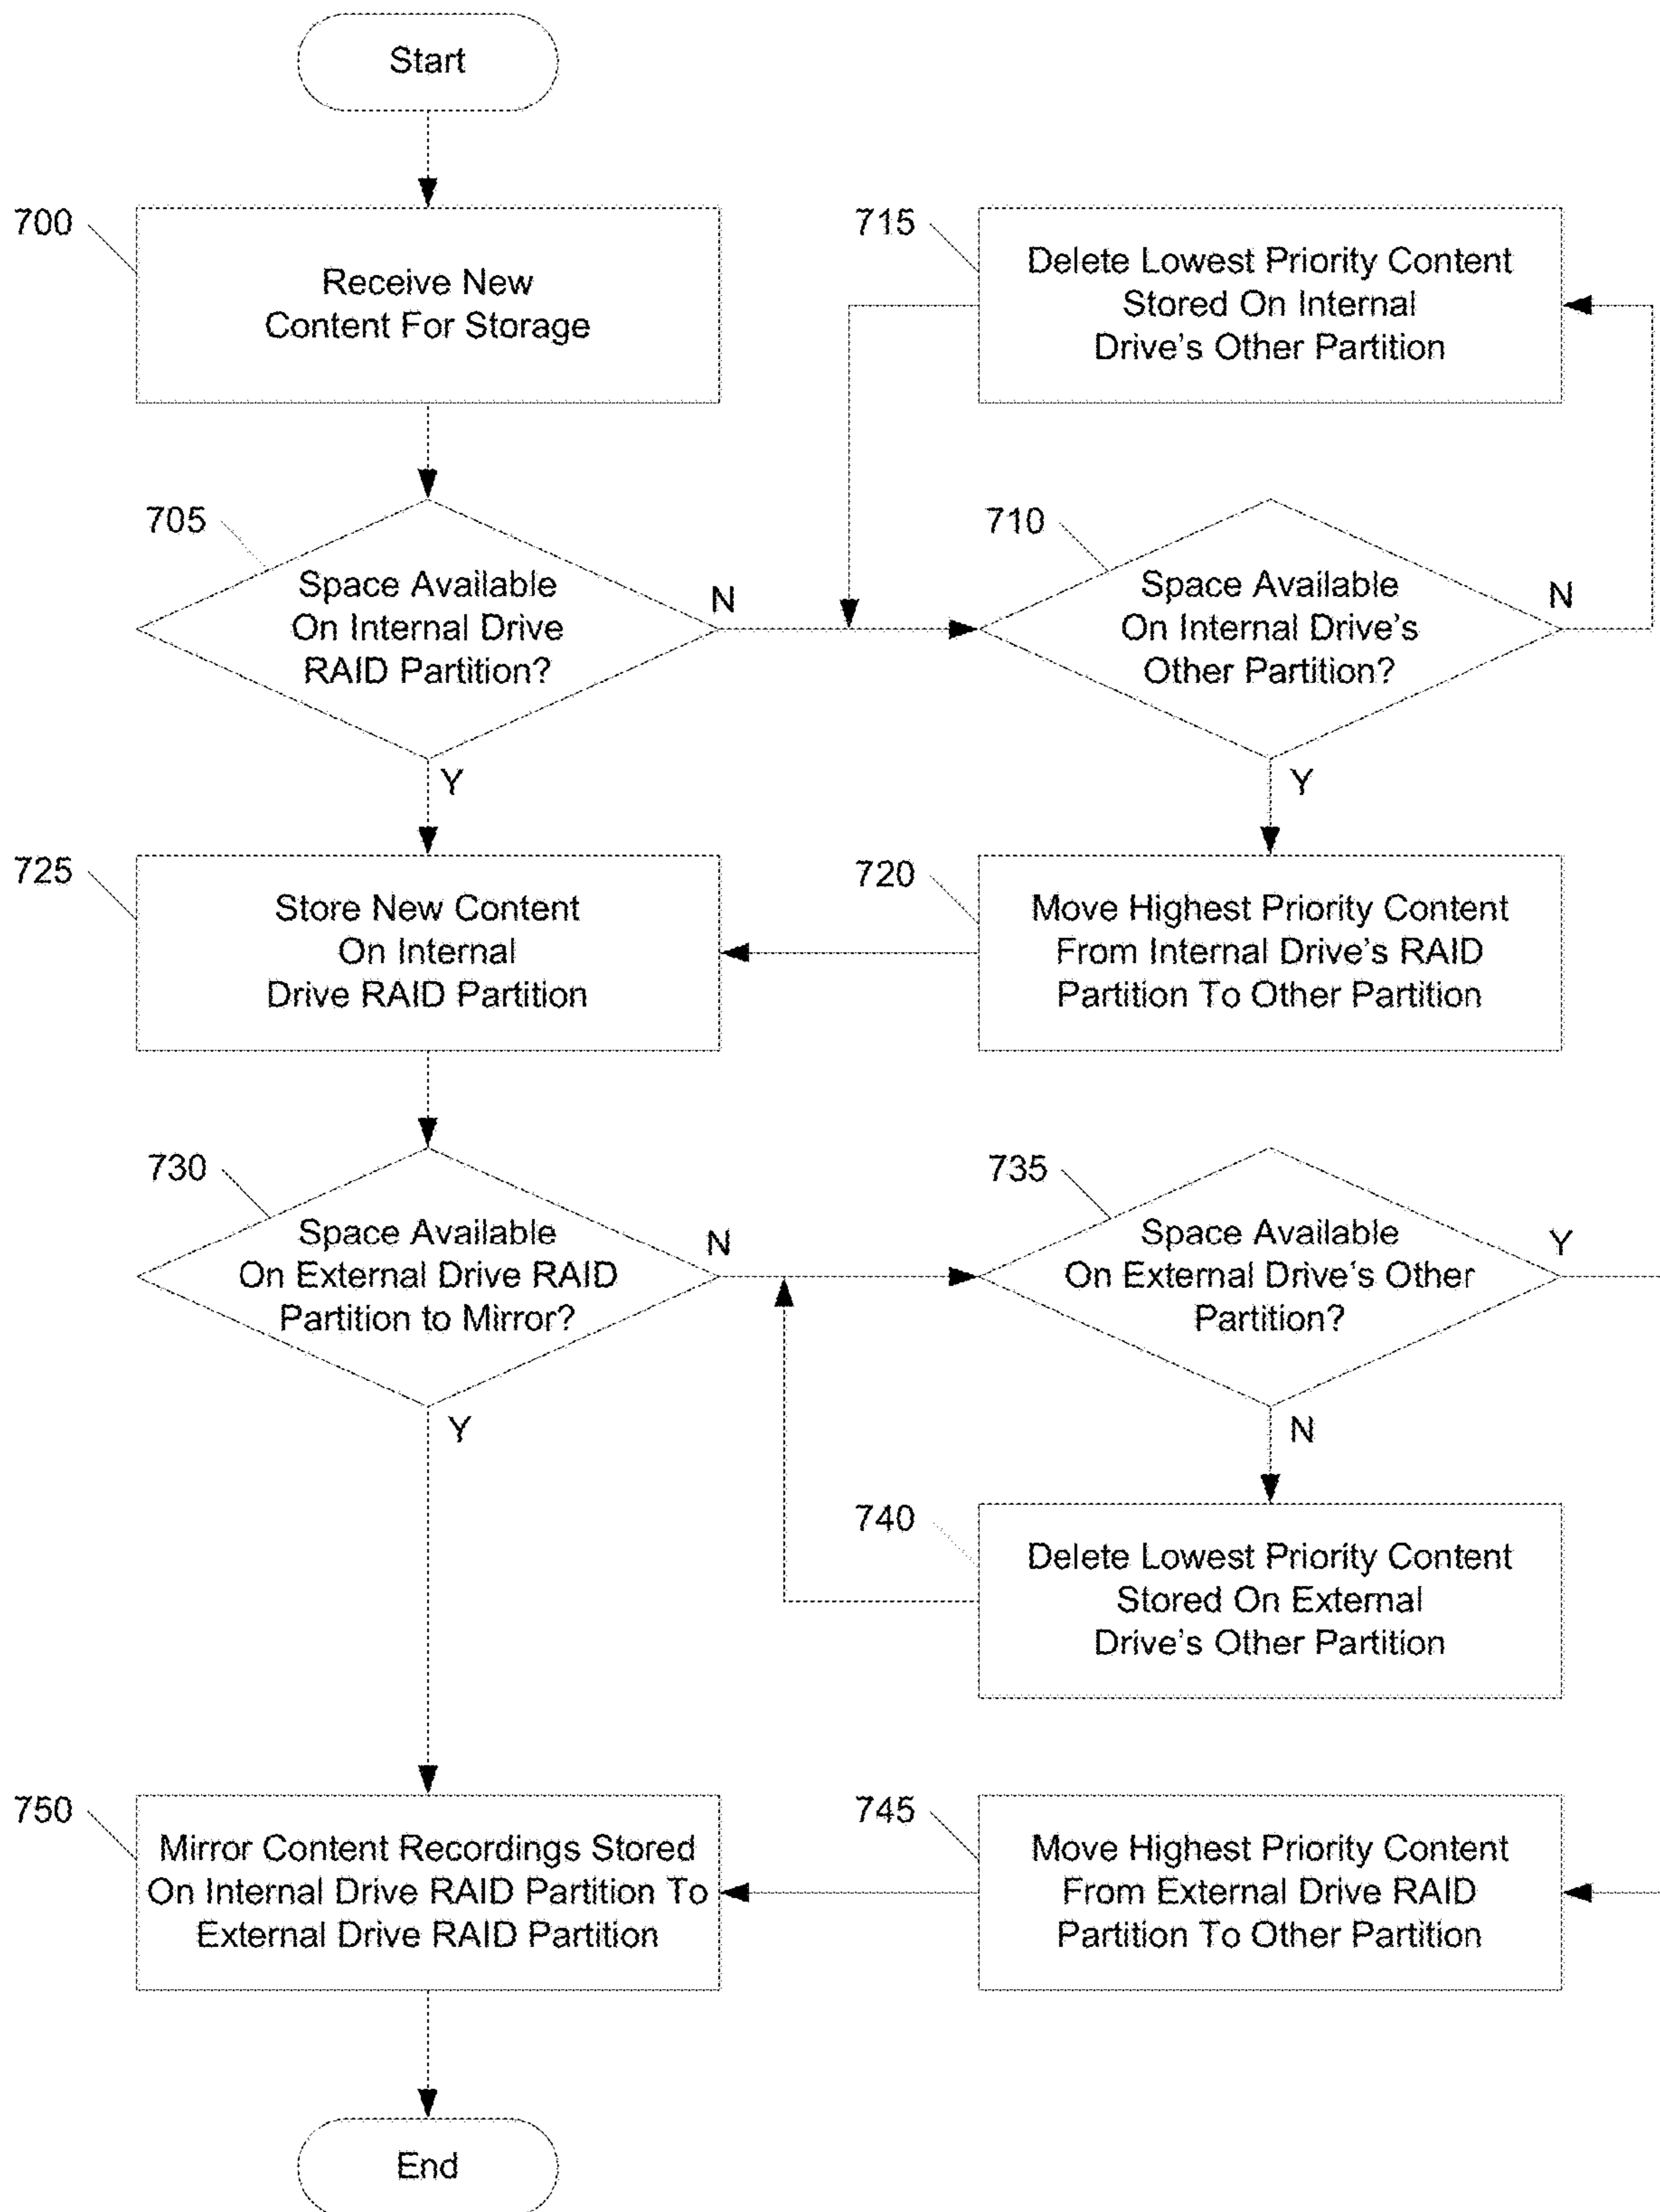 Start
700
Receive New
Content For Storage
715
Delete Lowest Priority Content
Stored On Internal
Drive's Other Partition
705
Space Available
On Internal Drive
RAID Partition?
N
Y
710
Space Available
On Internal Drive's
Other Partition?
N
Y
725
Store New Content
On Internal
Drive RAID Partition
720
Move Highest Priority Content
From Internal Drive's RAID
Partition To Other Partition
730
Space Available
On External Drive RAID
Partition to Mirror?
N
Y
735
Space Available
On External Drive's Other
Partition?
Y
N
740
Delete Lowest Priority Content
Stored On External
Drive's Other Partition
750
Mirror Content Recordings Stored
On Internal Drive RAID Partition To
External Drive RAID Partition
745
Move Highest Priority Content
From External Drive RAID
Partition To Other Partition
End